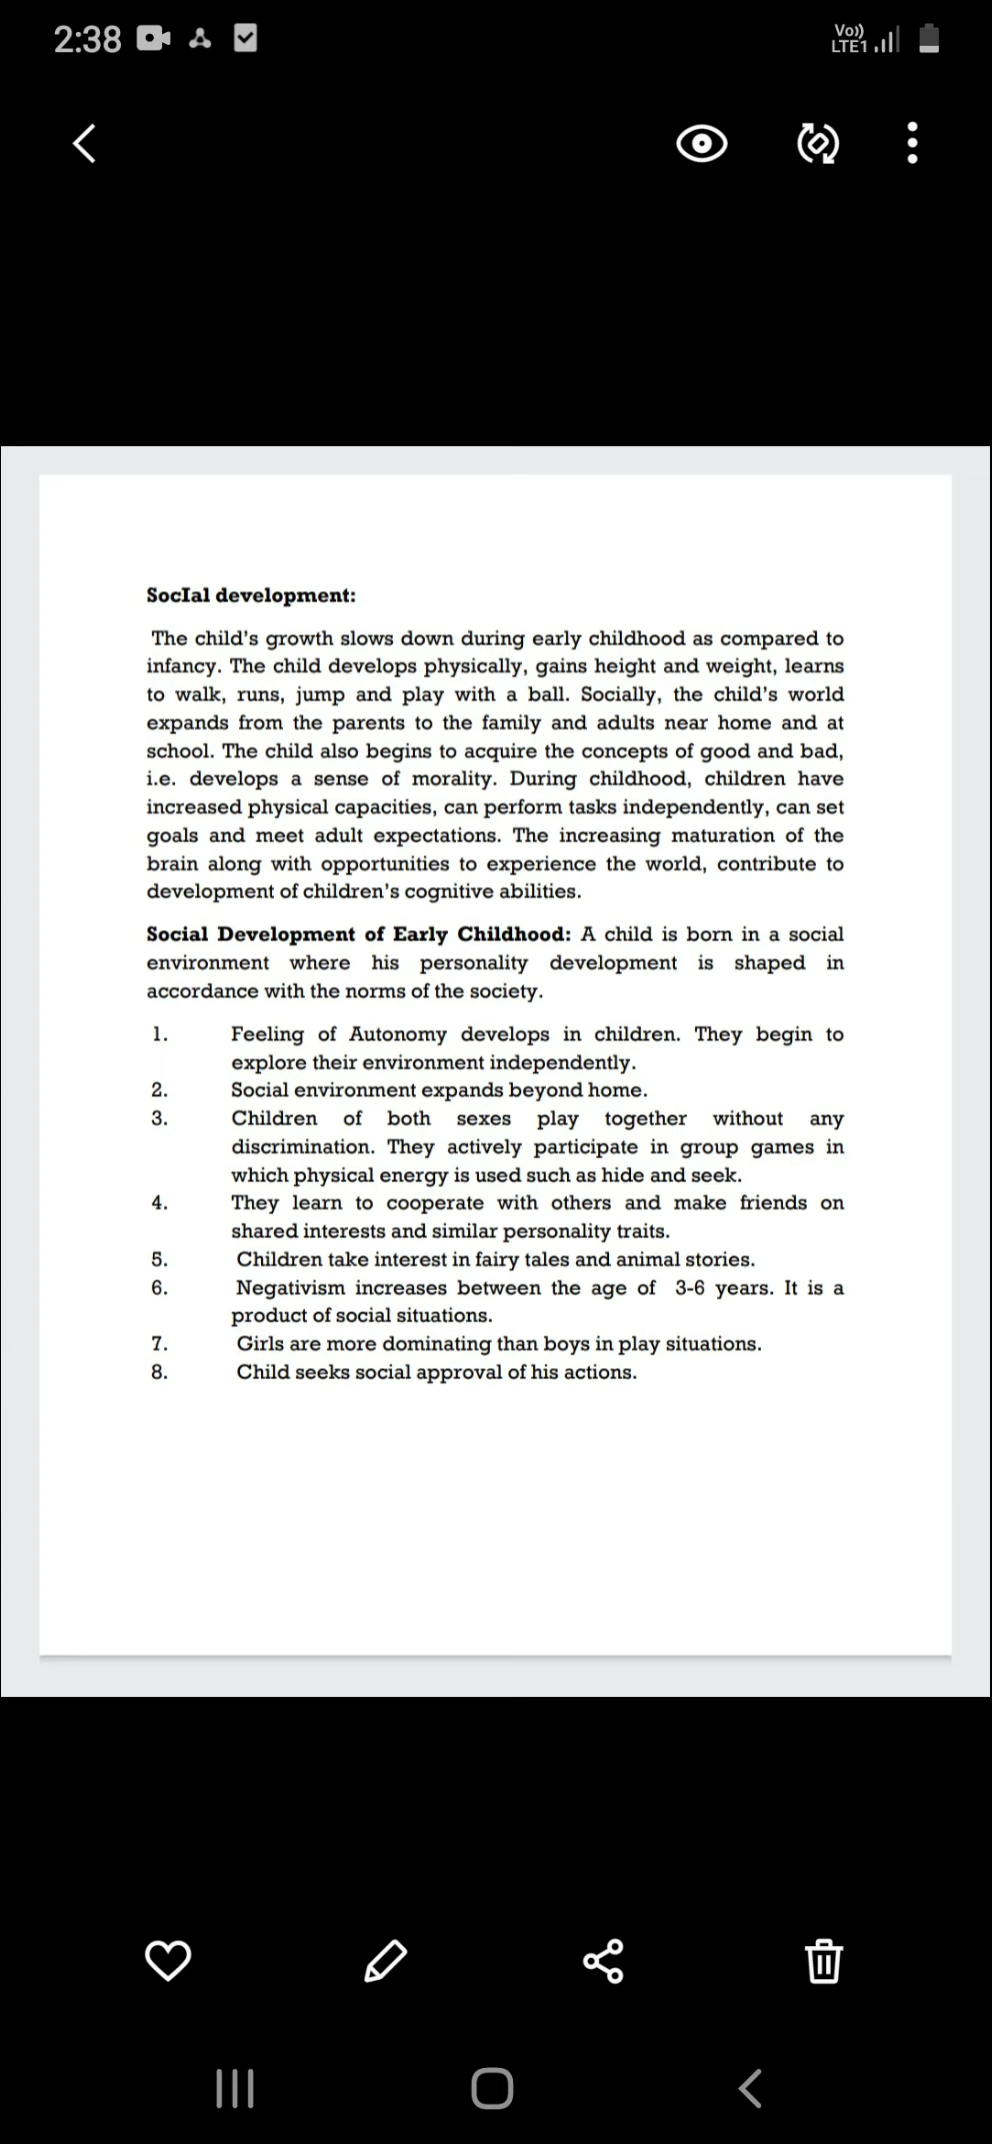 2:38
Vo))
LTE1
SocIal development:
The child's growth slows down during early childhood as compared to
infancy. The child develops physically, gains height and weight, learns
to walk, runs, jump and play with a ball. Socially, the child's world
expands from the parents to the family and adults near home and at
school. The child also begins to acquire the concepts of good and bad,
i.e. develops a sense of morality. During childhood, children have
increased physical capacities, can perform tasks independently, can set
goals and meet adult expectations. The increasing maturation of the
brain along with opportunities to experience the world, contribute to
development of children's cognitive abilities.
Social Development of Early Childhood: A child is born in a social
environment where his personality development is shaped in
accordance with the norms of the society.
1. Feeling of Autonomy develops in children. They begin to
explore their environment independently.
2. Social environment expands beyond home.
3. Children of both sexes play together without any
discrimination. They actively participate in group games in
which physical energy is used such as hide and seek.
4. They learn to cooperate with others and make friends on
shared interests and similar personality traits.
5. Children take interest in fairy tales and animal stories.
6. Negativism increases between the age of 3-6 years. It is a
product of social situations.
7. Girls are more dominating than boys in play situations.
8. Child seeks social approval of his actions.